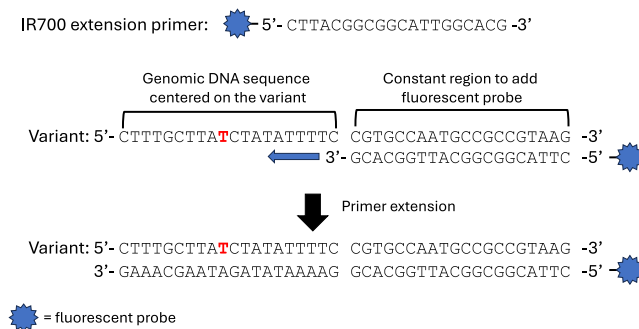 IR700 extension primer: 5’- CTTACGGCGGCATTGGCACG -3’
Genomic DNA sequence centered on the variant
Constant region to add fluorescent probe
Variant: 5’- CTTTGCTTATCTATATTTTC CGTGCCAATGCCGCCGTAAG -3’
3’- GCACGGTTACGGCGGCATTC -5’
Primer extension
Variant: 5’- CTTTGCTTATCTATATTTTC CGTGCCAATGCCGCCGTAAG -3’
3’- GAAACGAATAGATATAAAAG GCACGGTTACGGCGGCATTC -5’
= fluorescent probe